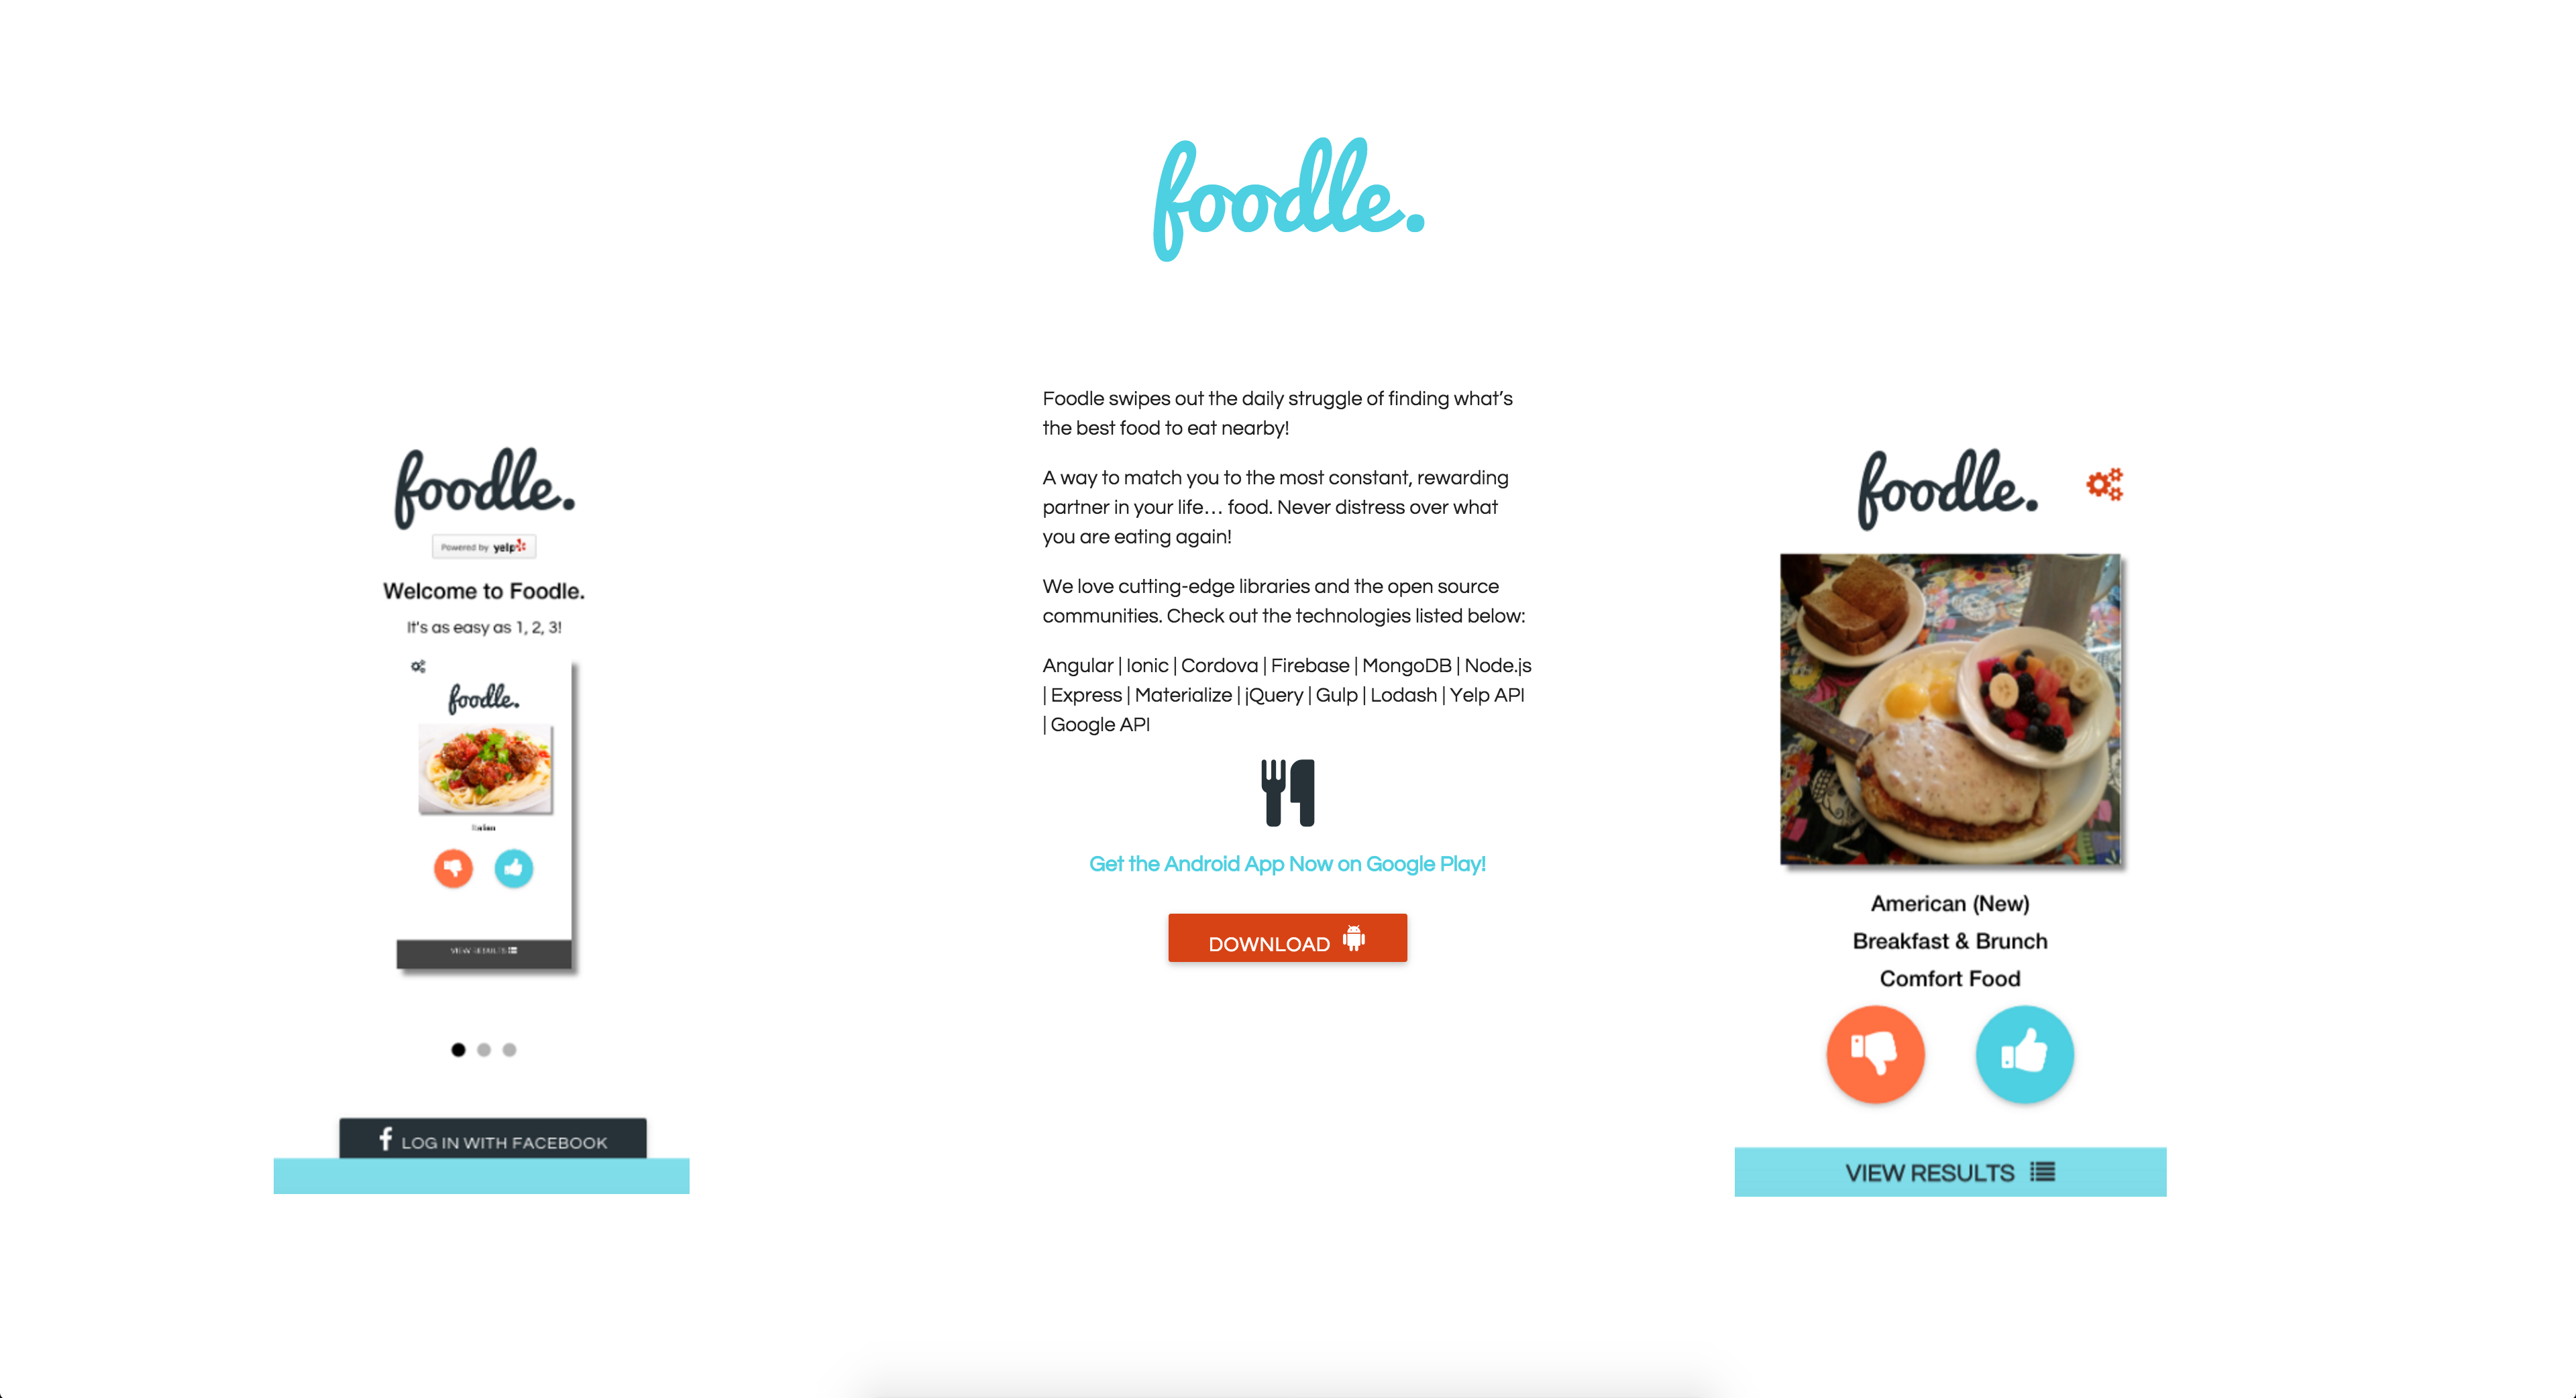 foodle.
foodle.
Powered by yelp
Welcome to Foodle.
It's as easy as 1, 2, 3!
foodle.
Italian
VIEW RESULTS
LOG IN WITH FACEBOOK
Foodle swipes out the daily struggle of finding what’s
the best food to eat nearby!
A way to match you to the most constant, rewarding
partner in your life… food. Never distress over what
you are eating again!
We love cutting-edge libraries and the open source
communities. Check out the technologies listed below:
Angular | Ionic | Cordova | Firebase | MongoDB | Node.js
| Express | Materialize | jQuery | Gulp | Lodash | Yelp API
| Google API
Get the Android App Now on Google Play!
DOWNLOAD
foodle.
American (New)
Breakfast & Brunch
Comfort Food
VIEW RESULTS